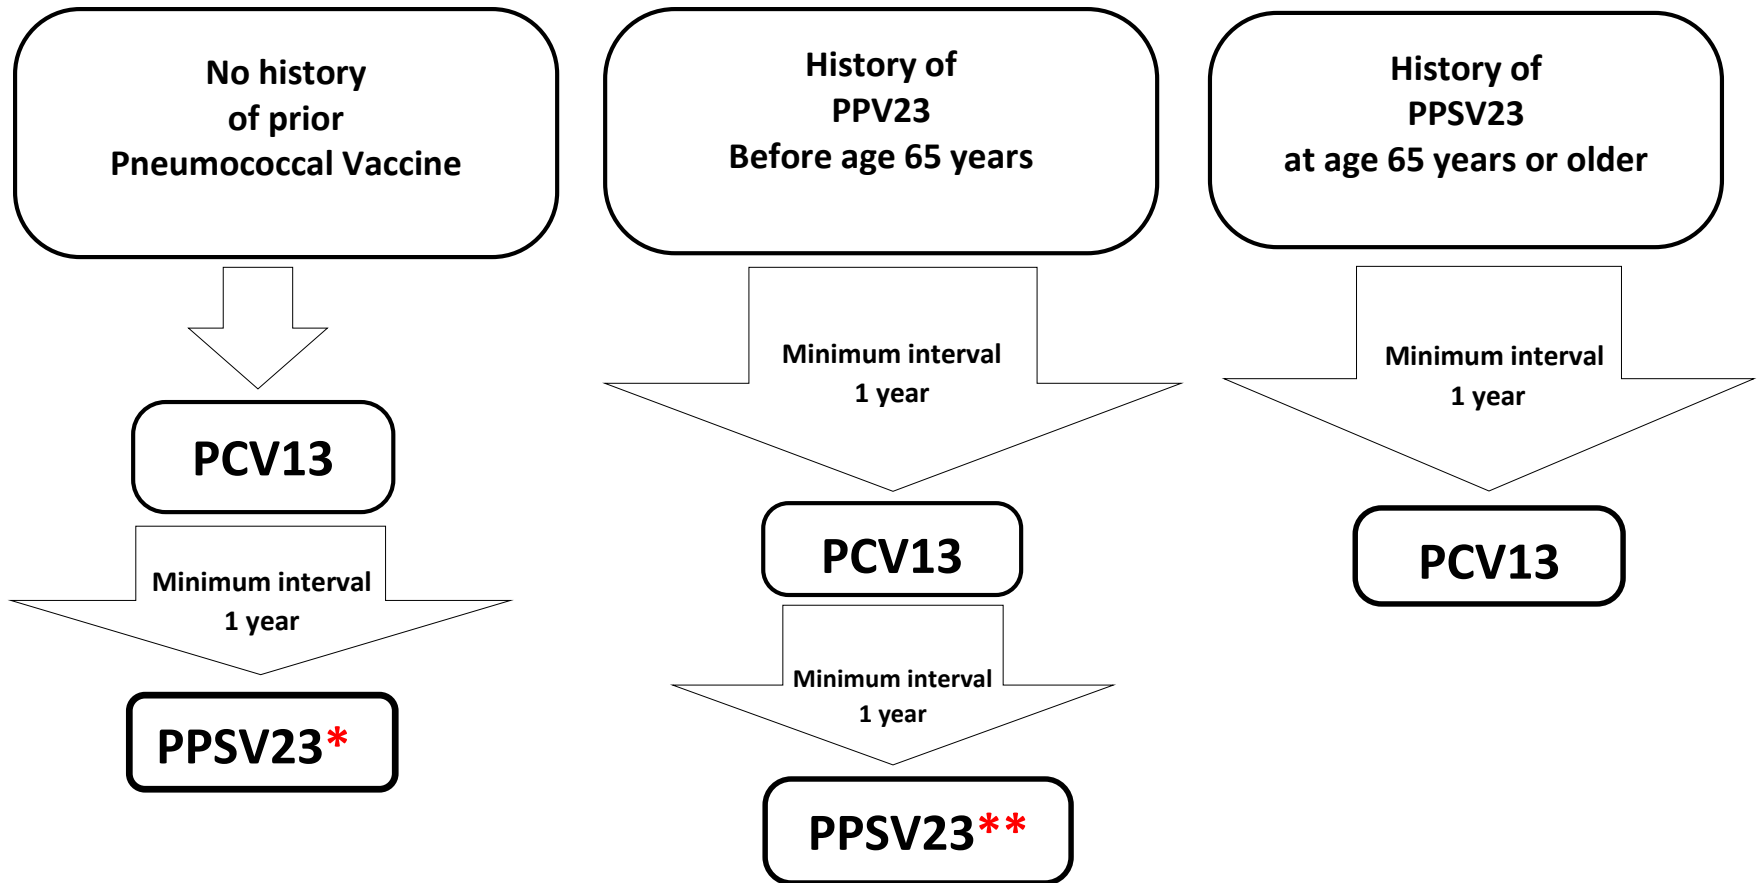 No history
of prior
Pneumococcal Vaccine
PCV13
Minimum interval
1 year
PPSV23*
History of
PPV23
Before age 65 years
Minimum interval
1 year
PCV13
Minimum interval
1 year
PPSV23**
History of
PPSV23
at age 65 years or older
Minimum interval
1 year
PCV13